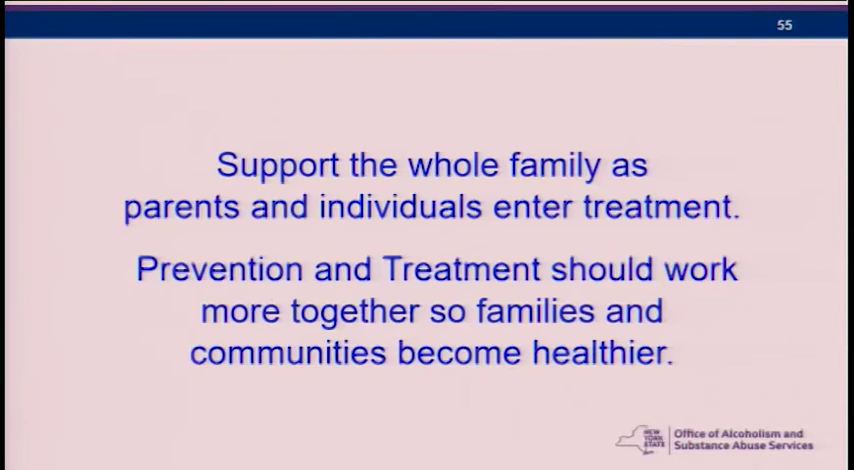 55
Support the whole family as
parents and individuals enter treatment.
Prevention and Treatment should work
more together so families and
communities become healthier.
NEW
YORK
STATE
Office of Alcoholism and
Substance Abuse Services